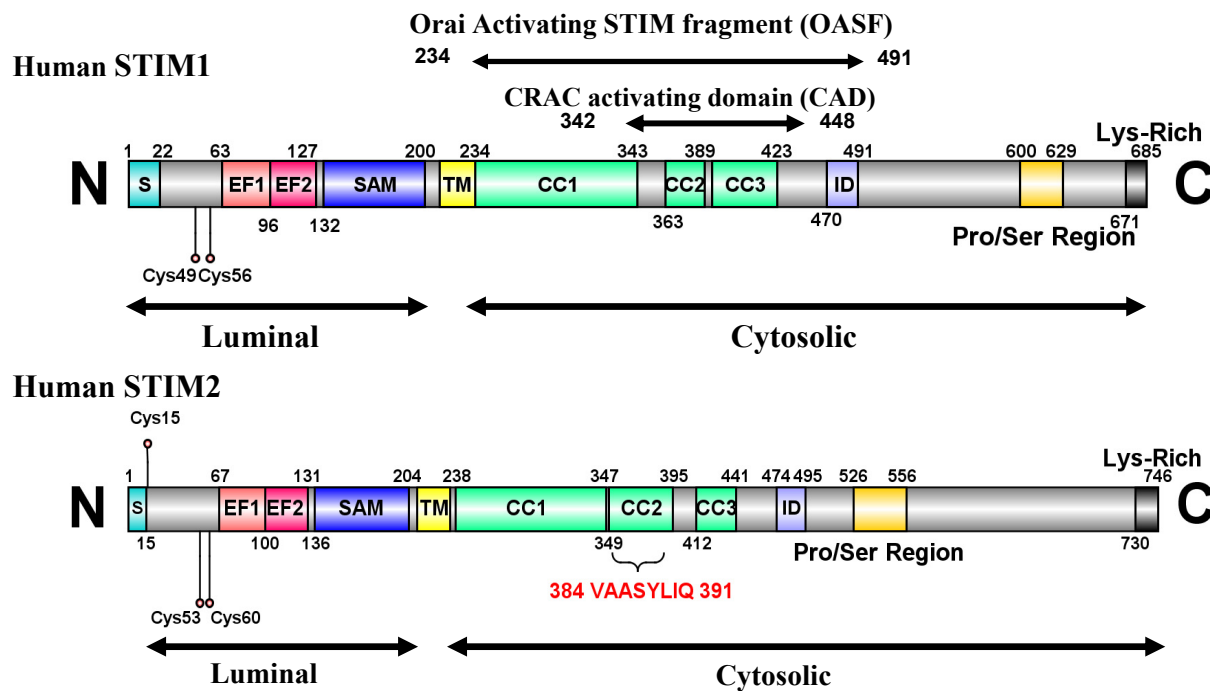 Orai Activating STIM fragment (OASF)
234 491
Human STIM1
CRAC activating domain (CAD)
342 448
Lys-Rich
1 22 63 127 200 234 343 389 423 491 600 629 685
N S EF1 EF2 SAM TM CC1 CC2 CC3 ID C
96 132 363 470 671
Pro/Ser Region
Cys49 Cys56
Luminal Cytosolic
Human STIM2
Cys15
Lys-Rich
1 67 131 204 238 347 395 441 474 495 526 556 746
N S EF1 EF2 SAM TM CC1 CC2 CC3 ID C
15 100 136 349 412 730
Pro/Ser Region
384 VAASYLIQ 391
Cys53 Cys60
Luminal Cytosolic